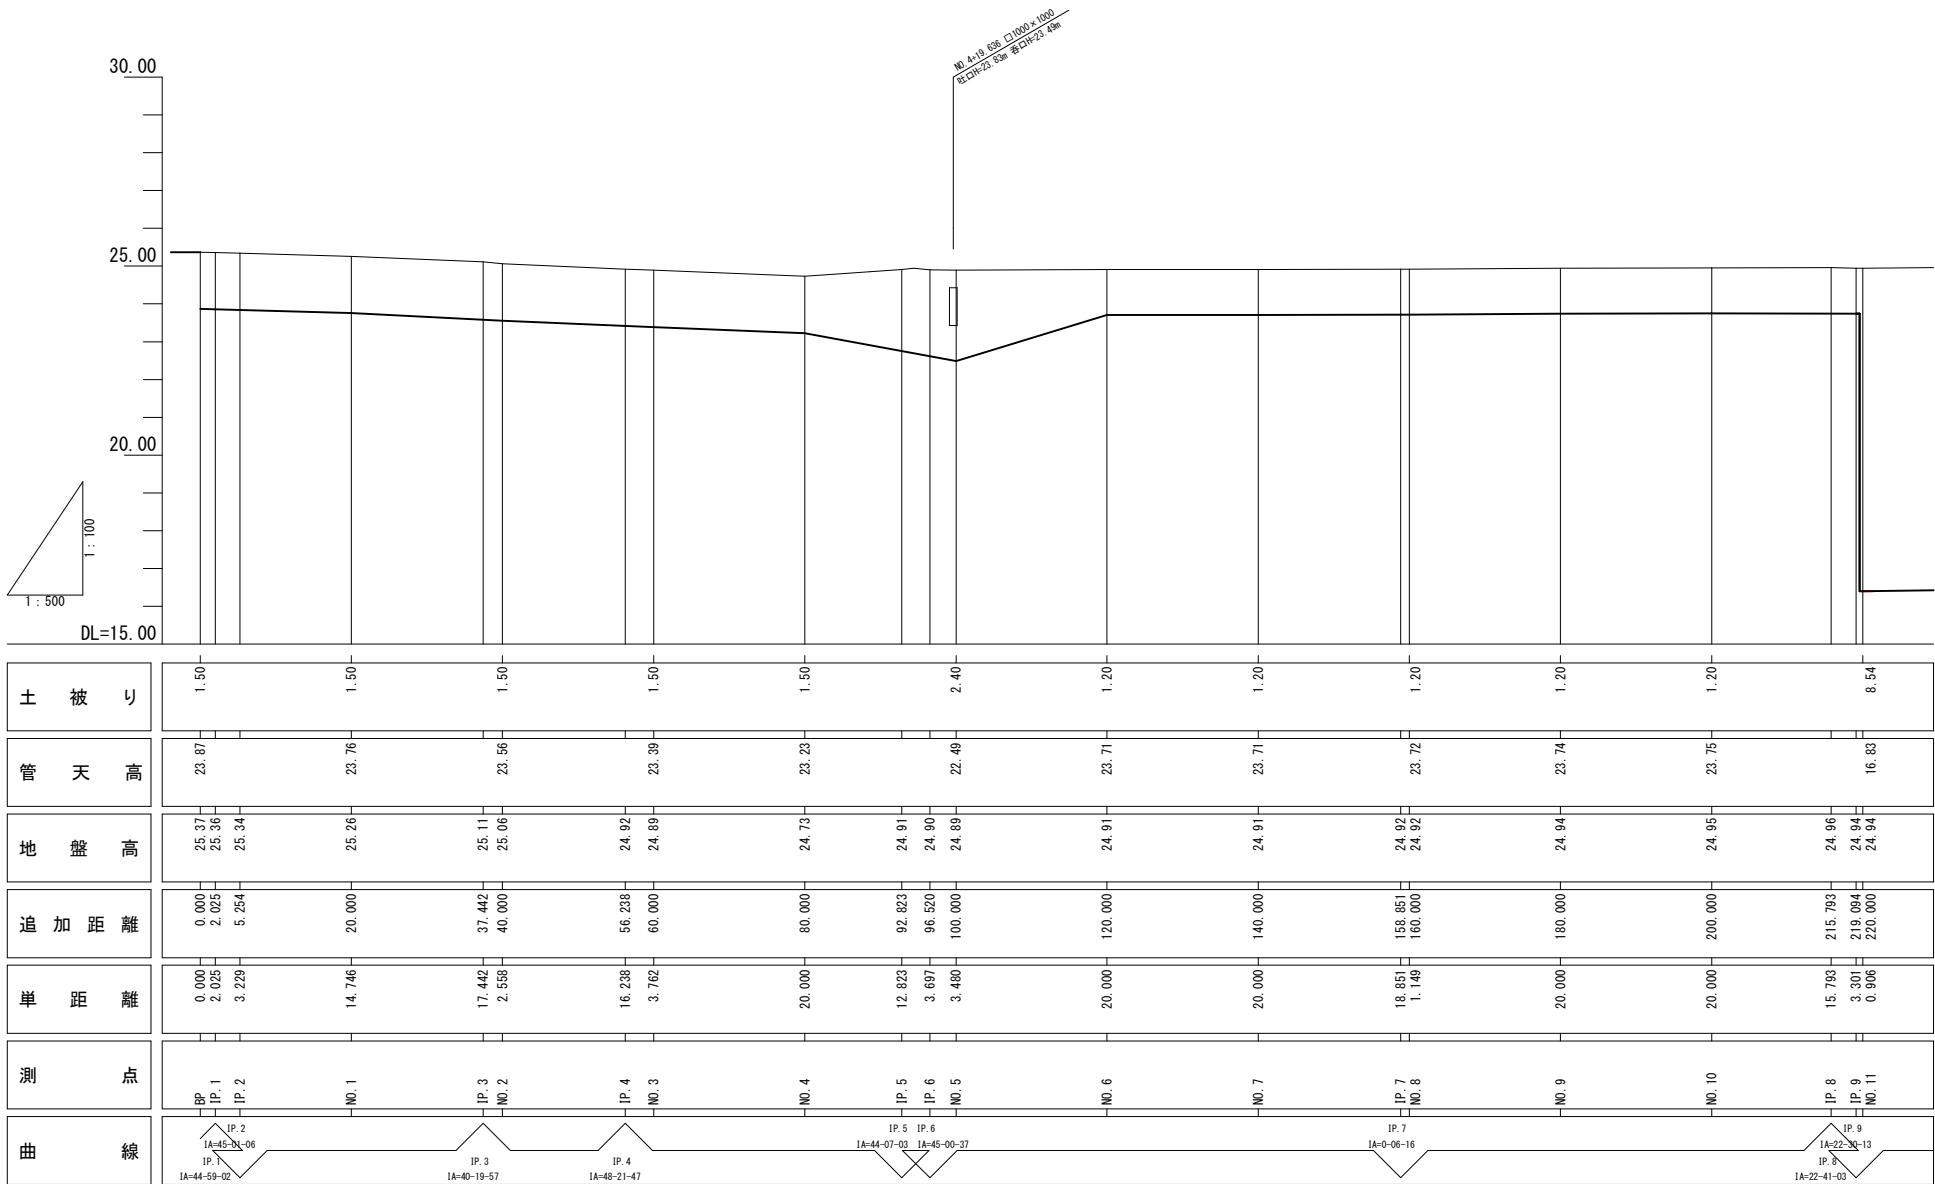 NO.4+19.636 □1000×1000
吐口H=23.83m 呑口H=23.49m
30.00
25.00
20.00
1:100
1:500
DL=15.00
土被り 1.50 1.50 1.50 1.50 1.50 2.40 1.20 1.20 1.20 1.20 1.20 8.54
管天高 23.87 23.76 23.56 23.39 23.23 22.49 23.71 23.71 23.72 23.74 23.75 16.83
地盤高 25.37 25.36 25.34 25.26 25.11 25.06 24.92 24.89 24.73 24.91 24.90 24.89 24.91 24.91 24.92 24.92 24.94 24.95 24.96 24.94 24.94
追加距離 0.000 2.025 5.254 20.000 37.442 40.000 56.238 60.000 80.000 92.823 96.520 100.000 120.000 140.000 158.851 160.000 180.000 200.000 215.793 219.094 220.000
単距離 0.000 2.025 3.229 14.746 17.442 2.558 16.238 3.762 20.000 12.823 3.697 3.480 20.000 20.000 18.851 1.149 20.000 20.000 15.793 3.301 0.906
測点 BP IP.1 IP.2 NO.1 IP.3 NO.2 IP.4 NO.3 NO.4 IP.5 IP.6 NO.5 NO.6 NO.7 IP.7 NO.8 NO.9 NO.10 IP.8 IP.9 NO.11
曲線
IP.2
IA=45-01-06
IP.1
IA=44-59-02
IP.3
IA=40-19-57
IP.4
IA=48-21-47
IP.5
IA=44-07-03
IP.6
IA=45-00-37
IP.7
IA=0-06-16
IP.9
IA=22-30-13
IP.8
IA=22-41-03